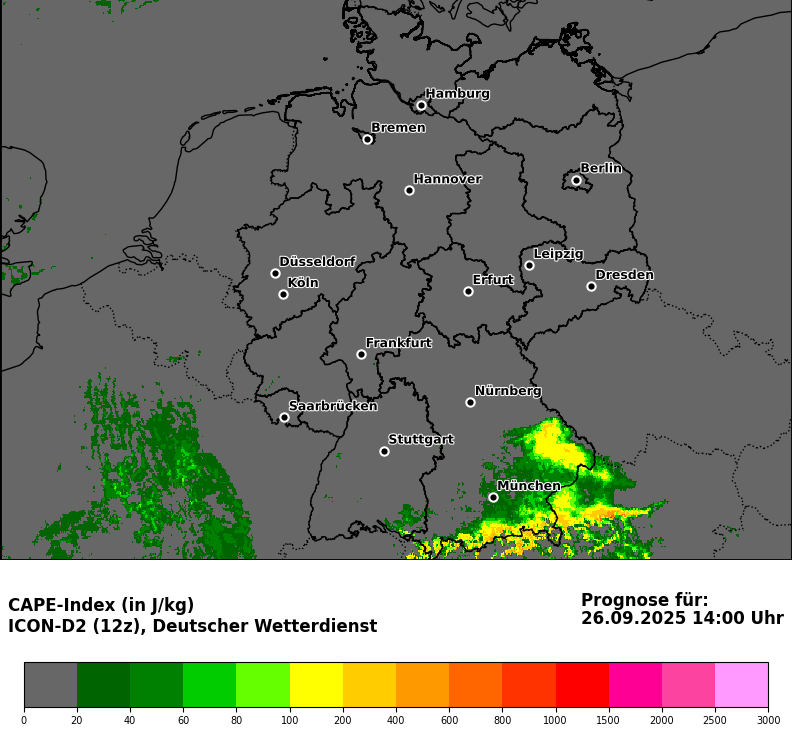 Hamburg
Bremen
Berlin
Hannover
Leipzig
Düsseldorf
Dresden
Köln
Erfurt
Frankfurt
Nürnberg
Saarbrücken
Stuttgart
München
CAPE-Index (in J/kg)
ICON-D2 (12z), Deutscher Wetterdienst
Prognose für:
26.09.2025 14:00 Uhr
0 20 40 60 80 100 200 400 600 800 1000 1500 2000 2500 3000